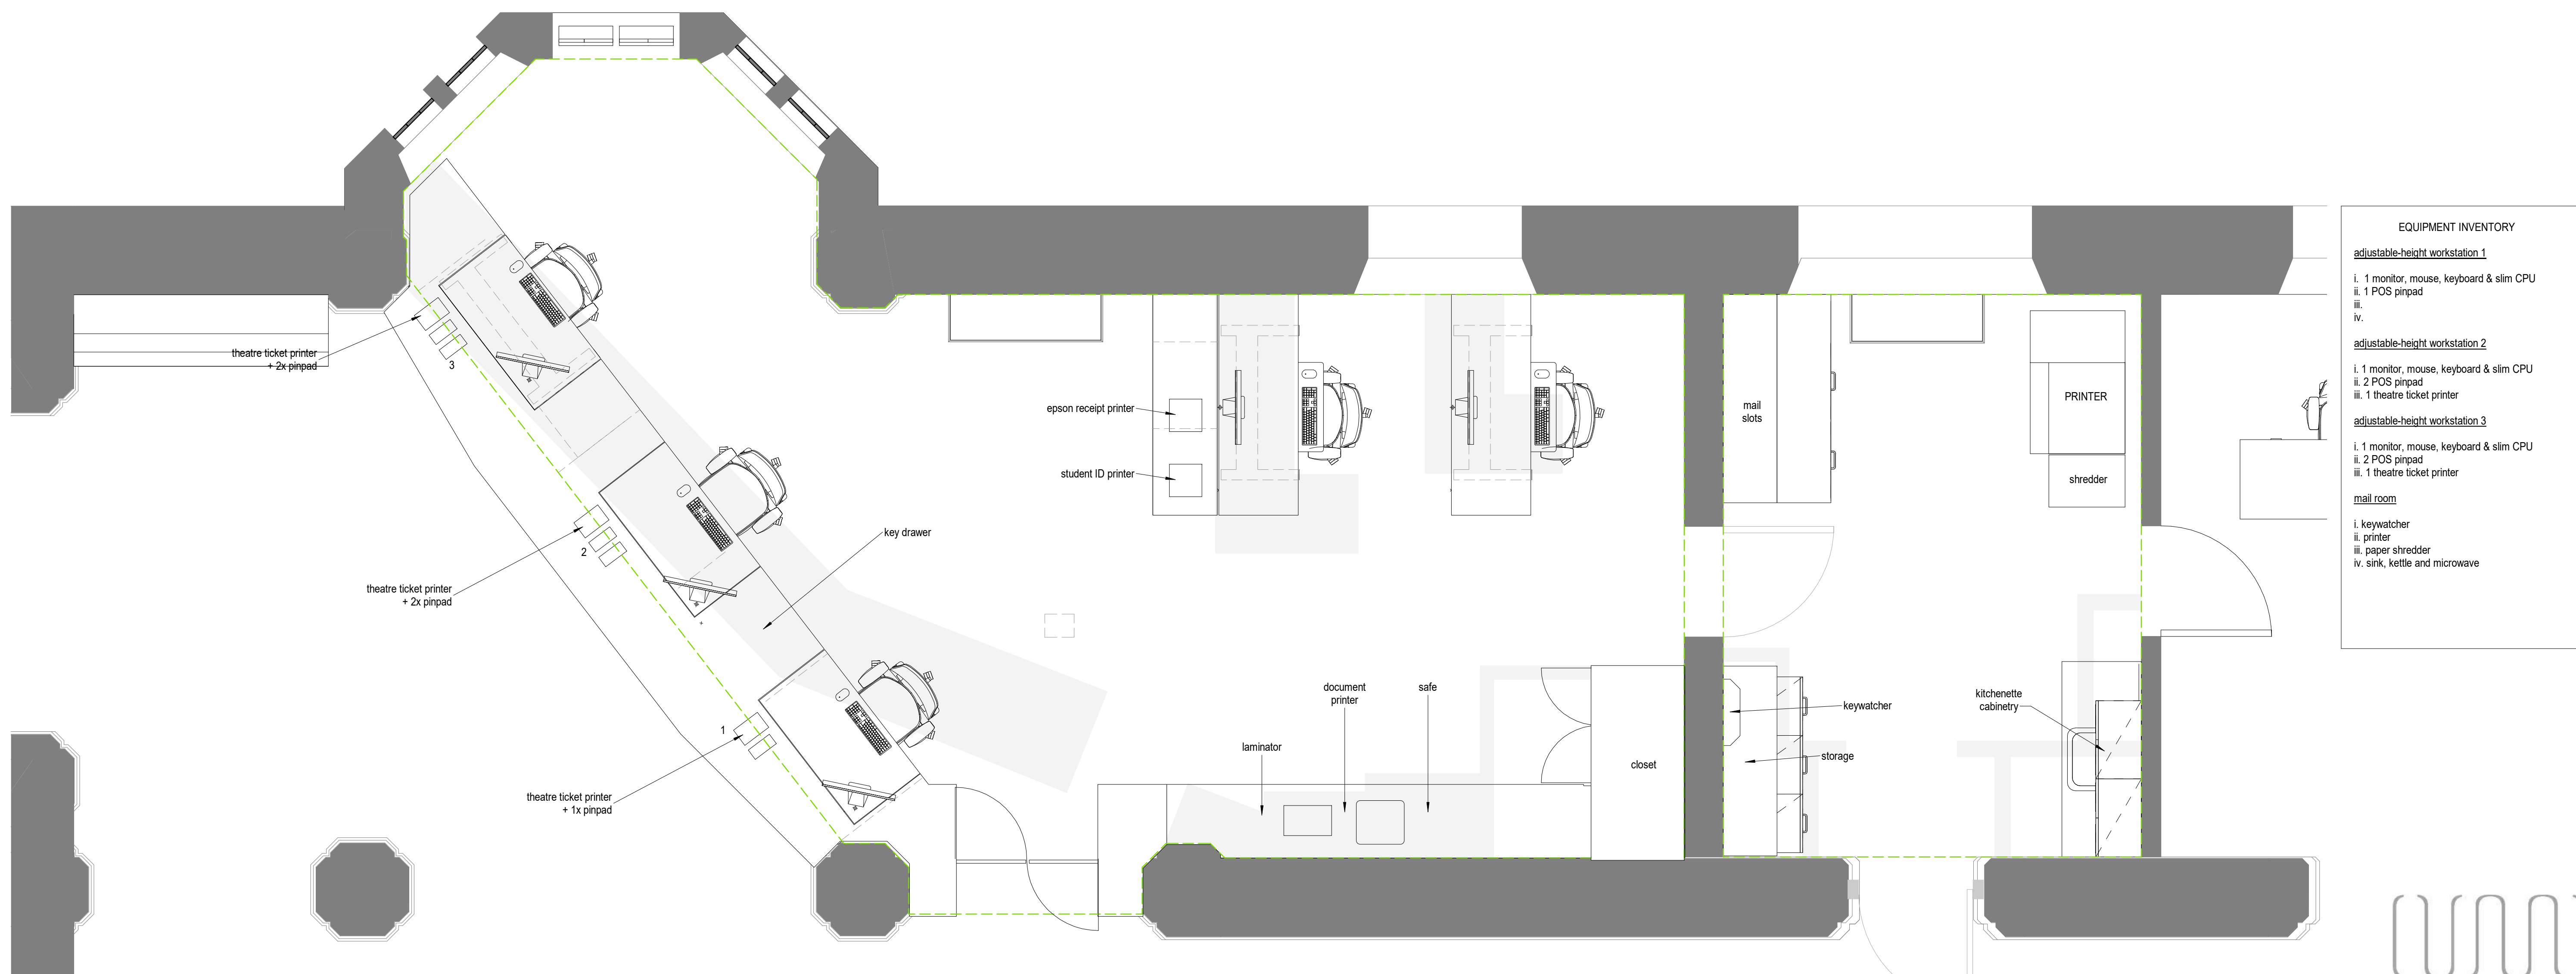 theatre ticket printer
+ 2x pinpad
3
theatre ticket printer
+ 2x pinpad
2
theatre ticket printer
+ 1x pinpad
1
key drawer
epson receipt printer
student ID printer
laminator
document
printer
safe
closet
mail
slots
PRINTER
shredder
keywatcher
storage
kitchenette
cabinetry
EQUIPMENT INVENTORY
adjustable-height workstation 1
i. 1 monitor, mouse, keyboard & slim CPU
ii. 1 POS pinpad
iii.
iv.
adjustable-height workstation 2
i. 1 monitor, mouse, keyboard & slim CPU
ii. 2 POS pinpad
iii. 1 theatre ticket printer
adjustable-height workstation 3
i. 1 monitor, mouse, keyboard & slim CPU
ii. 2 POS pinpad
iii. 1 theatre ticket printer
mail room
i. keywatcher
ii. printer
iii. paper shredder
iv. sink, kettle and microwave